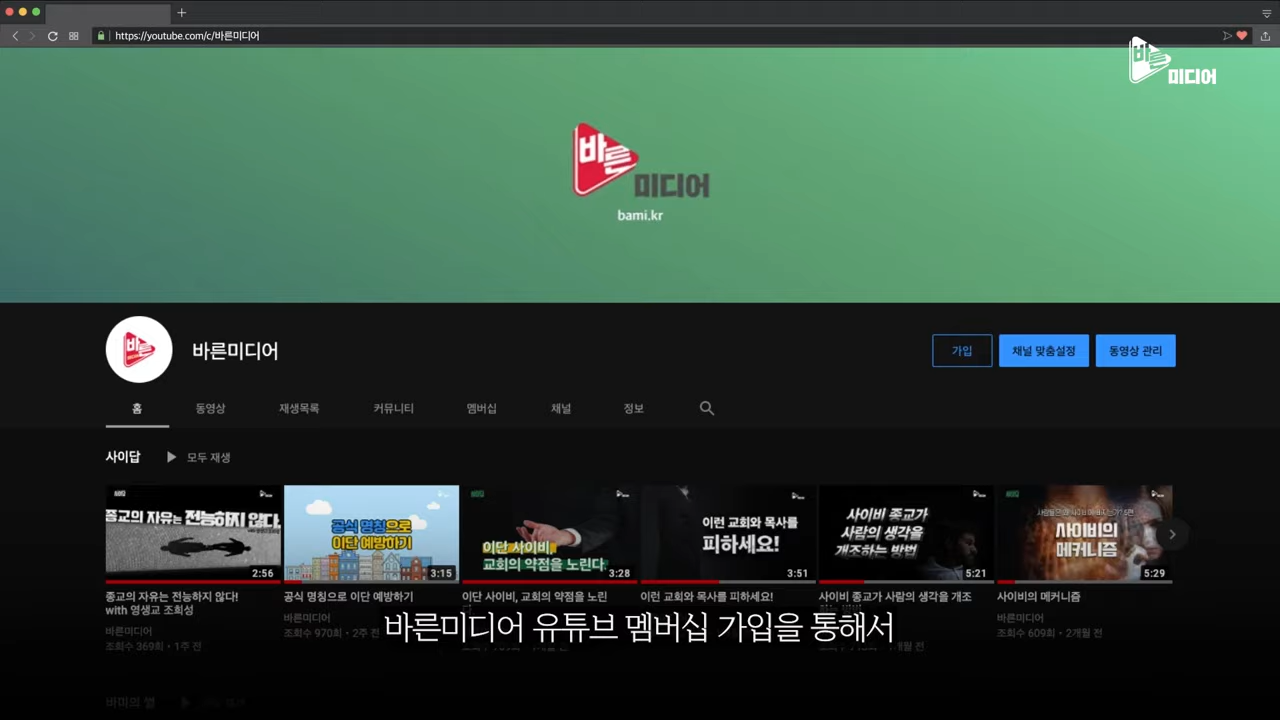 https://youtube.com/c/바른미디어
바른
미디어
바른
미디어
bami.kr
바른
바른미디어
가입
채널 맞춤설정
동영상 관리
홈
동영상
재생목록
커뮤니티
멤버십
채널
정보
사이답
모두 재생
종교의 자유는 전능하지 않다.
2:56
공식 명칭으로
이단 예방하기
3:15
이단 사이비,
교회의 약점을 노린다.
3:28
이런 교회와 목사를
피하세요!
3:51
사이비 종교가
사람의 생각을
개조하는 방법
5:21
사이비의
메커니즘
5:29
종교의 자유는 전능하지 않다!
with 영생교 조희성
바른미디어
조회수 369회 • 1주 전
공식 명칭으로 이단 예방하기
바른미디어
조회수 970회 • 2주 전
이단 사이비, 교회의 약점을 노린
이런 교회와 목사를 피하세요!
사이비 종교가 사람의 생각을 개조
사이비의 메커니즘
바른미디어
조회수 609회 • 2개월 전
바른미디어 유튜브 멤버십 가입을 통해서